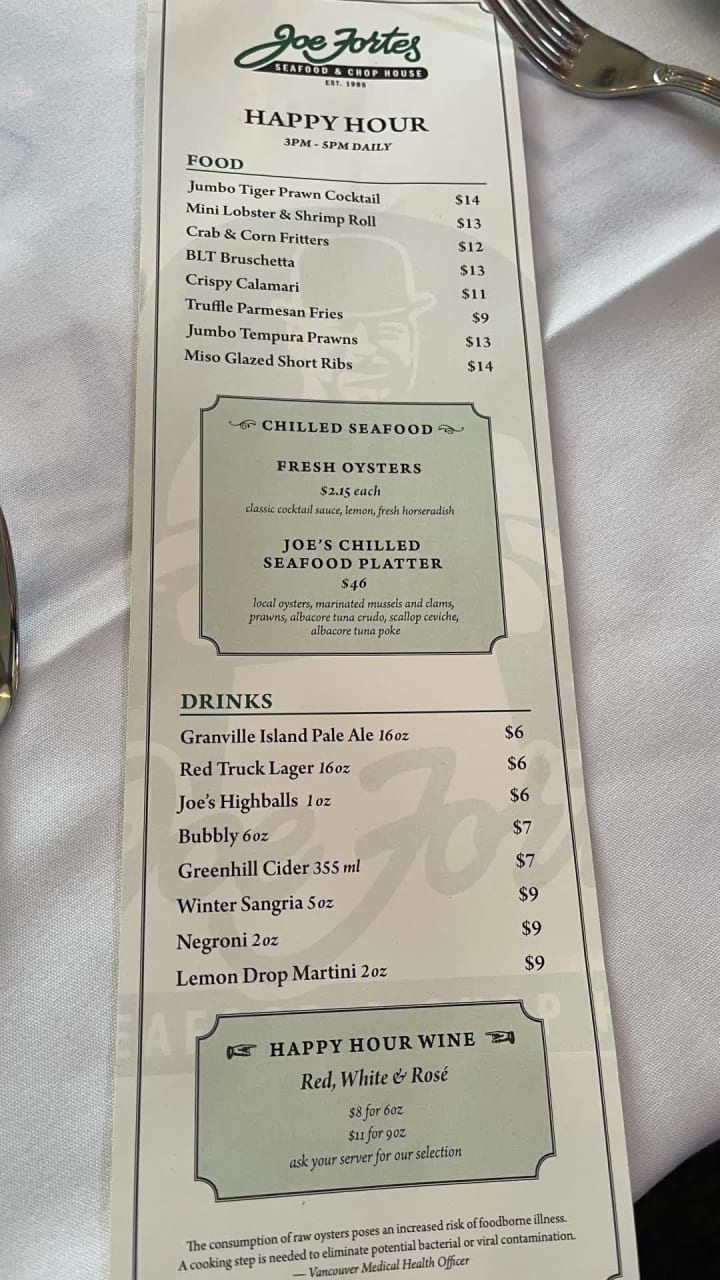 Joe Fortes
SEAFOOD & CHOP HOUSE
EST. 1985
HAPPY HOUR
3PM - 5PM DAILY
FOOD
Jumbo Tiger Prawn Cocktail $14
Mini Lobster & Shrimp Roll $13
Crab & Corn Fritters $12
BLT Bruschetta $13
Crispy Calamari $11
Truffle Parmesan Fries $9
Jumbo Tempura Prawns $13
Miso Glazed Short Ribs $14
CHILLED SEAFOOD
FRESH OYSTERS
$2.15 each
classic cocktail sauce, lemon, fresh horseradish
JOE'S CHILLED
SEAFOOD PLATTER
$46
local oysters, marinated mussels and clams,
prawns, albacore tuna crudo, scallop ceviche,
albacore tuna poke
DRINKS
Granville Island Pale Ale 16oz $6
Red Truck Lager 16oz $6
Joe's Highballs 1oz $6
Bubbly 6oz $7
Greenhill Cider 355 ml $7
Winter Sangria 5oz $9
Negroni 2oz $9
Lemon Drop Martini 2oz $9
HAPPY HOUR WINE
Red, White & Rosé
$8 for 6oz
$11 for 9oz
ask your server for our selection
The consumption of raw oysters poses an increased risk of foodborne illness.
A cooking step is needed to eliminate potential bacterial or viral contamination.
— Vancouver Medical Health Officer